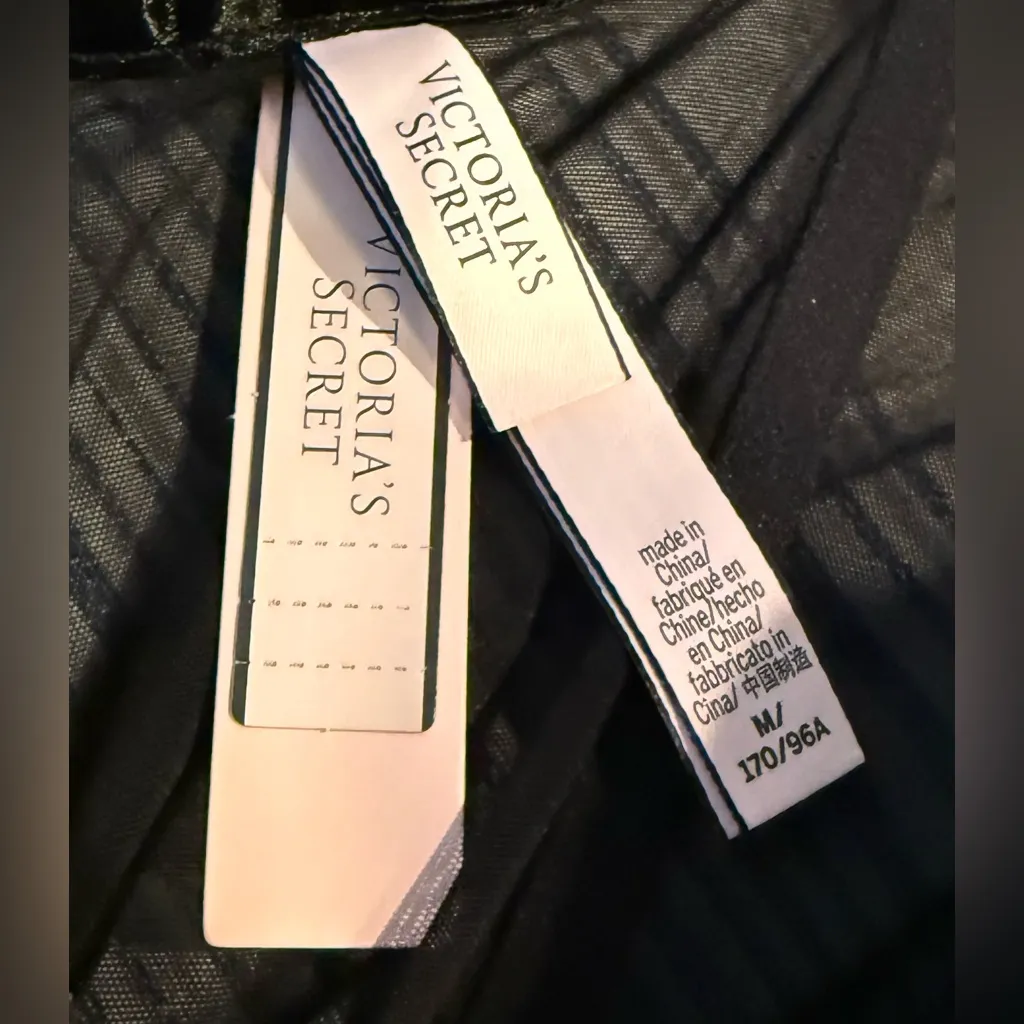 VICTORIA'S
SECRET
VICTORIA'S
SECRET
made in
China/
fabriqué en
Chine/hecho
en China/
fabbricato in
Cina/ 中国制造
M/
170/96A